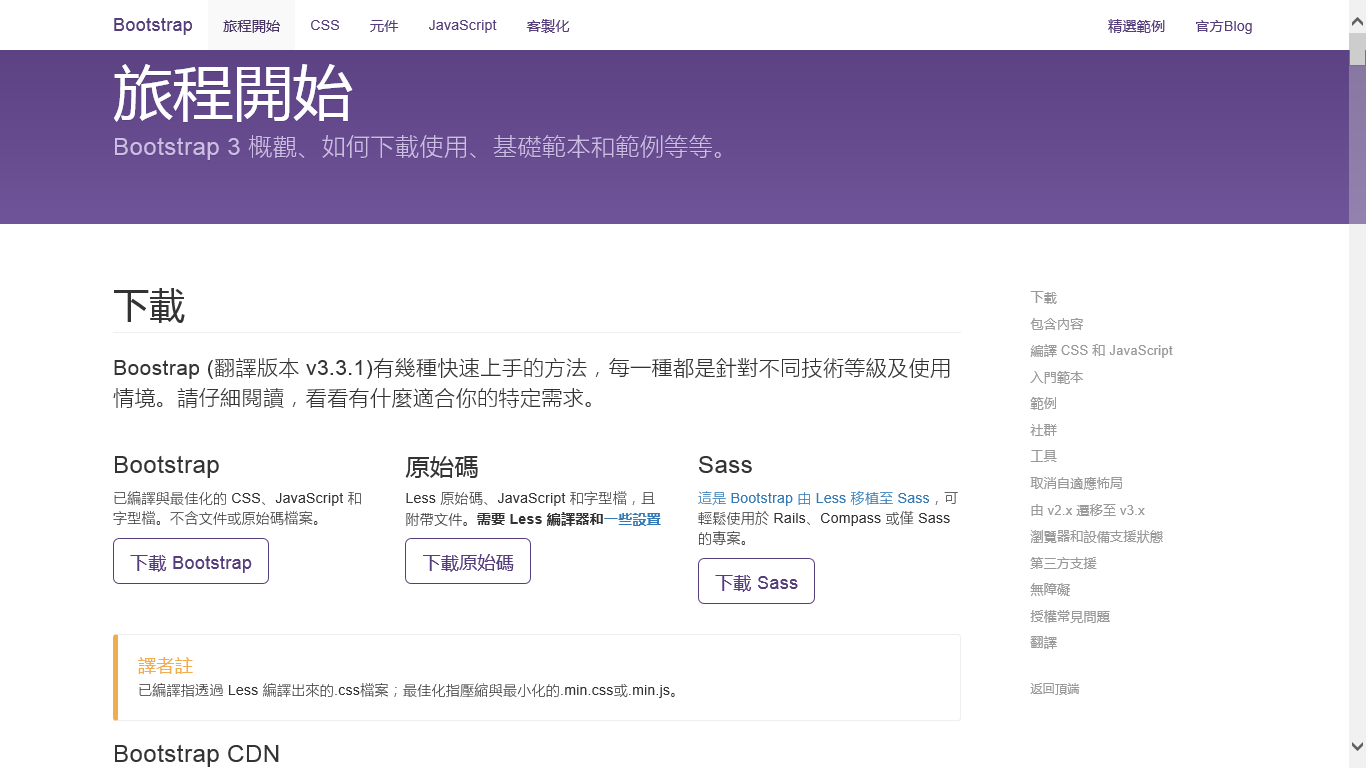 Bootstrap 旅程開始 CSS 元件 JavaScript 客製化 精選範例 官方Blog
旅程開始
Bootstrap 3 概觀、如何下載使用、基礎範本和範例等等。
下載
Boostrap (翻譯版本 v3.3.1)有幾種快速上手的方法，每一種都是針對不同技術等級及使用
情境。請仔細閱讀，看看有什麼適合你的特定需求。
Bootstrap
已編譯與最佳化的 CSS、JavaScript 和
字型檔。不含文件或原始碼檔案。
下載 Bootstrap
原始碼
Less 原始碼、JavaScript 和字型檔，且
附帶文件。需要 Less 編譯器和一些設置
下載原始碼
Sass
這是 Bootstrap 由 Less 移植至 Sass，可
輕鬆使用於 Rails、Compass 或僅 Sass
的專案。
下載 Sass
譯者註
已編譯指透過 Less 編譯出來的.css檔案；最佳化指壓縮與最小化的.min.css或.min.js。
Bootstrap CDN
下載
包含內容
編譯 CSS 和 JavaScript
入門範本
範例
社群
工具
取消自適應佈局
由 v2.x 遷移至 v3.x
瀏覽器和設備支援狀態
第三方支援
無障礙
授權常見問題
翻譯
返回頂端